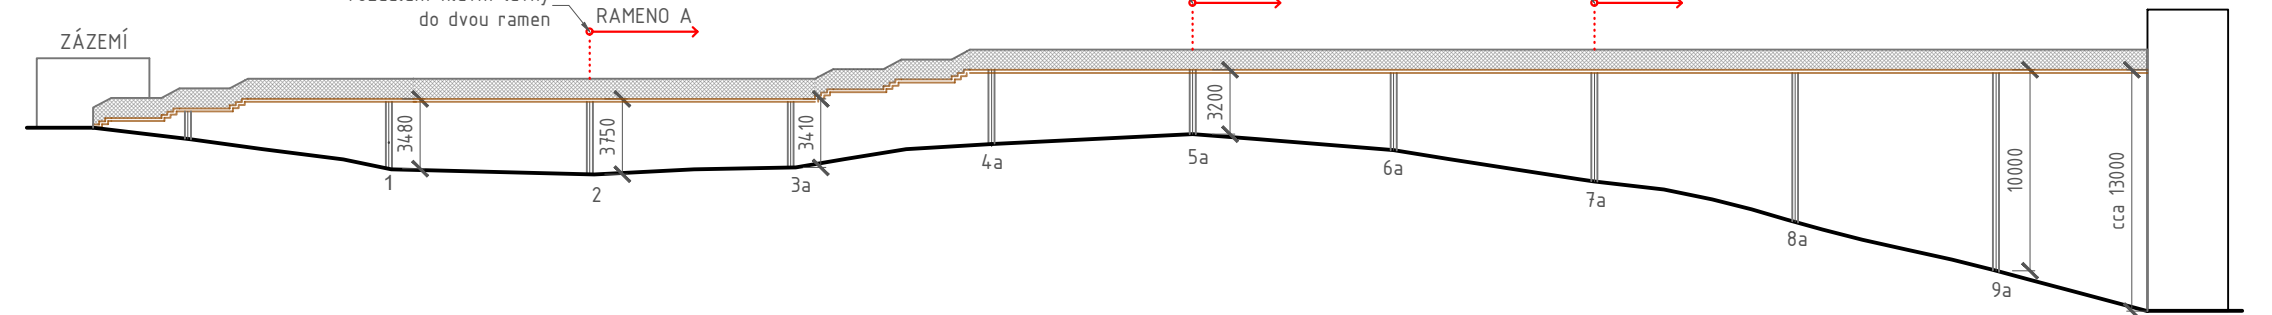 do dvou ramen
RAMENO A
ZÁZEMÍ
3480
3750
3410
3200
10000
cca 13000
1
2
3a
4a
5a
6a
7a
8a
9a